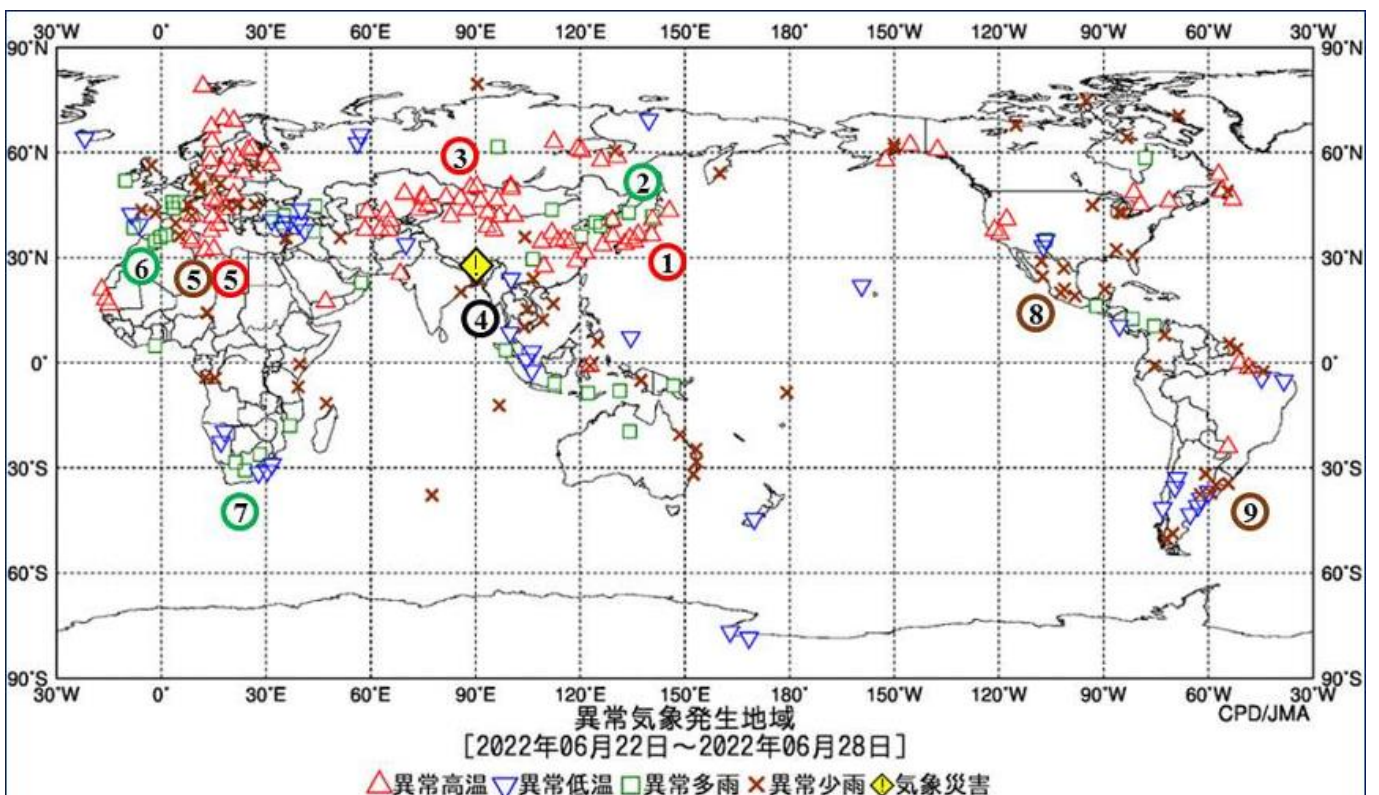 30°W 0° 30°E 60°E 90°E 120°E 150°E 180° 150°W 120°W 90°W 60°W 30°W
90°N 90°N
60°N 3 60°N
2
30°N 6 5 5 1 30°N
4 8
0° 0°
30°S 30°S
7 9
60°S 60°S
90°S 90°S
30°W 0° 30°E 60°E 90°E 120°E 150°E 180° 150°W 120°W 90°W 60°W 30°W
異常気象発生地域 CPD/JMA
[2022年06月22日～2022年06月28日]
異常高温 異常低温 異常多雨 異常少雨 気象災害